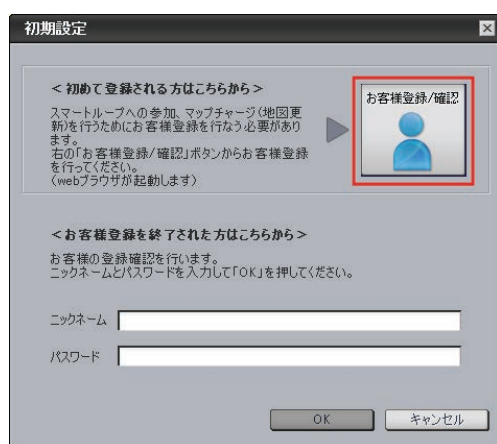 初期設定
＜初めて登録される方はこちらから＞
スマートループへの参加、マップチャージ(地図更
新)を行うためにお客様登録を行なう必要があり
ます。
右の「お客様登録/確認」ボタンからお客様登録
を行ってください。
(webブラウザが起動します)
お客様登録/確認
＜お客様登録を終了された方はこちらから＞
お客様の登録確認を行います。
ニックネームとパスワードを入力して「OK」を押してください。
ニックネーム
パスワード
OK
キャンセル